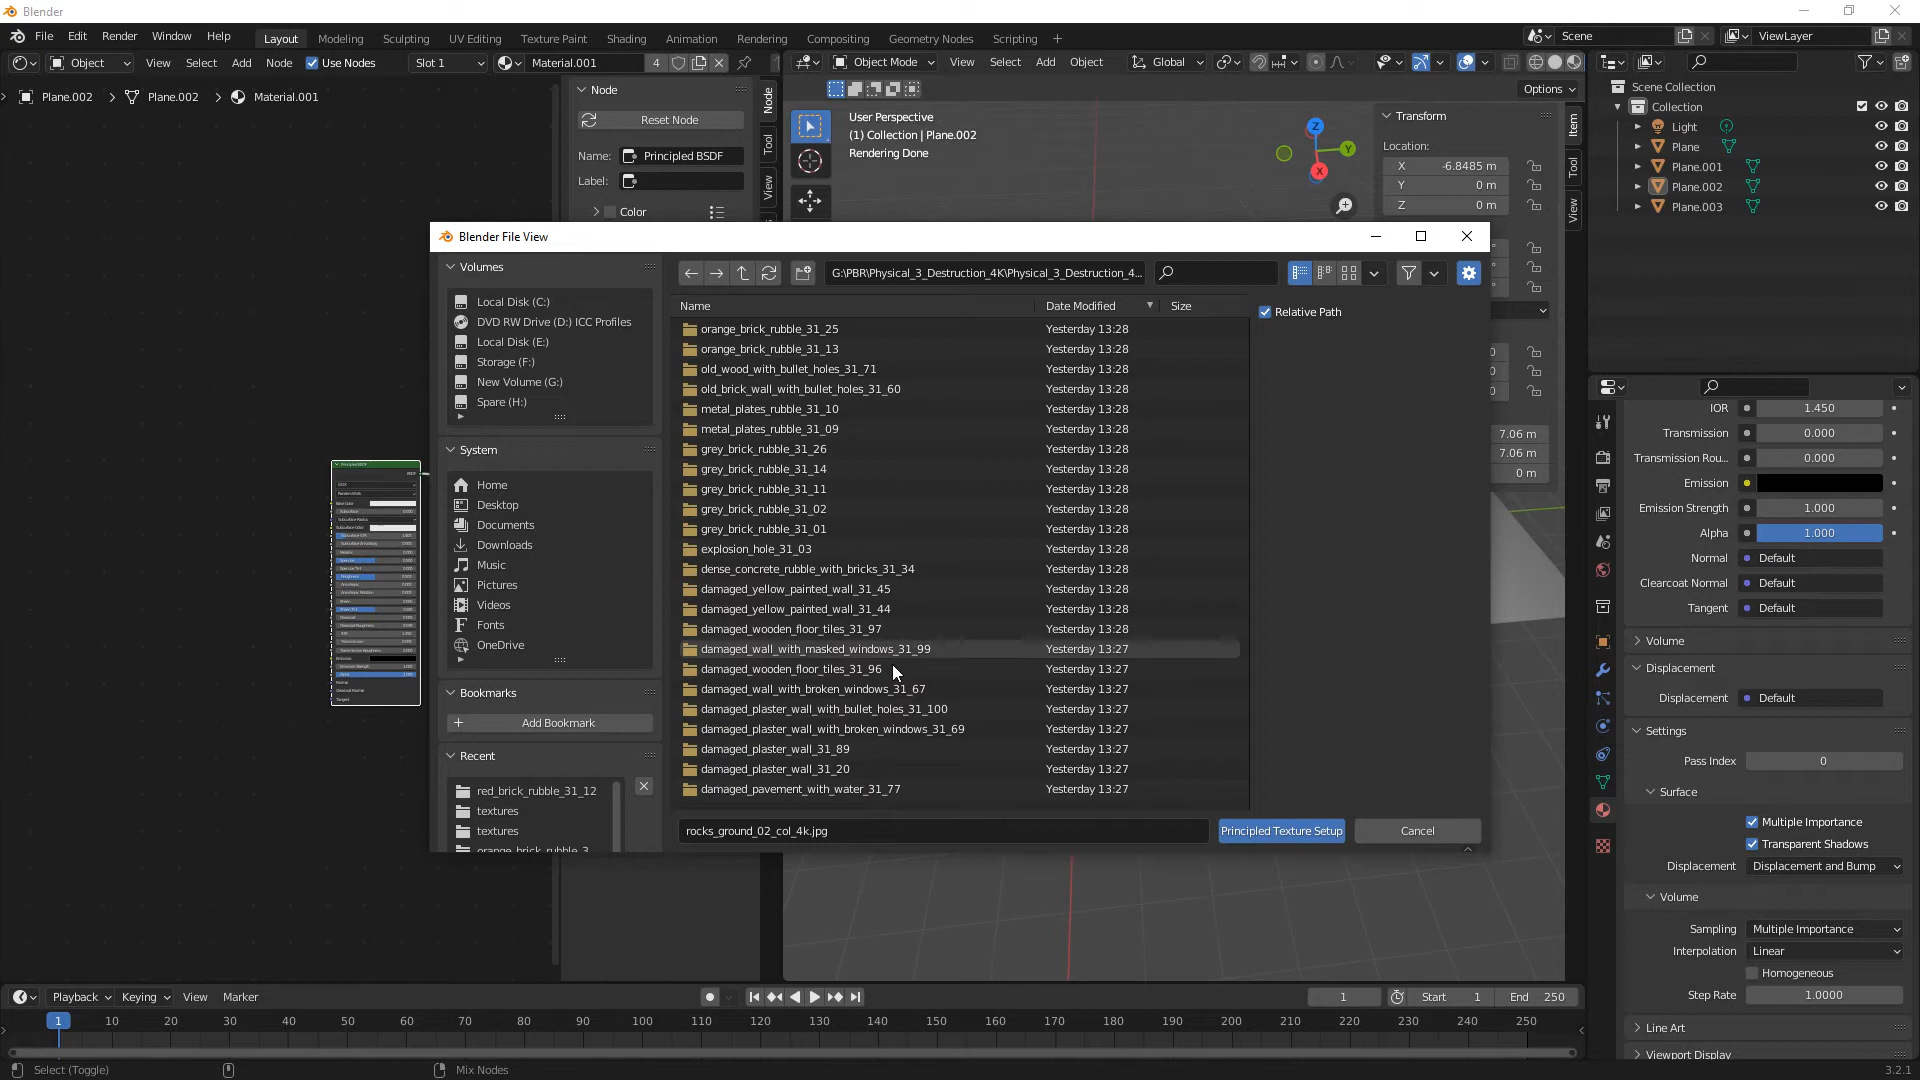 Blender
File Edit Render Window Help Layout Modeling Sculpting UV Editing Texture Paint Shading Animation Rendering Compositing Geometry Nodes Scripting + Scene ViewLayer
Object View Select Add Node Use Nodes Slot 1 Material.001 4
Plane.002 > Plane.002 > Material.001
Node
Reset Node
Name: Principled BSDF
Label:
Color
Node
Tool
View
Object Mode View Select Add Object Global
Options
User Perspective
(1) Collection | Plane.002
Rendering Done
Z
Y
X
Transform
Location:
X -6.8485 m
Y 0 m
Z 0 m
7.06 m
7.06 m
0 m
Item
Tool
View
Scene Collection
Collection
Light
Plane
Plane.001
Plane.002
Plane.003
Blender File View
Volumes
Local Disk (C:)
DVD RW Drive (D:) ICC Profiles
Local Disk (E:)
Storage (F:)
New Volume (G:)
Spare (H:)
System
Home
Desktop
Documents
Downloads
Music
Pictures
Videos
Fonts
OneDrive
Bookmarks
Add Bookmark
Recent
red_brick_rubble_31_12
textures
textures
orange_brick_rubble_3
G:\PBR\Physical_3_Destruction_4K\Physical_3_Destruction_4...
Name Date Modified Size
orange_brick_rubble_31_25 Yesterday 13:28
orange_brick_rubble_31_13 Yesterday 13:28
old_wood_with_bullet_holes_31_71 Yesterday 13:28
old_brick_wall_with_bullet_holes_31_60 Yesterday 13:28
metal_plates_rubble_31_10 Yesterday 13:28
metal_plates_rubble_31_09 Yesterday 13:28
grey_brick_rubble_31_26 Yesterday 13:28
grey_brick_rubble_31_14 Yesterday 13:28
grey_brick_rubble_31_11 Yesterday 13:28
grey_brick_rubble_31_02 Yesterday 13:28
grey_brick_rubble_31_01 Yesterday 13:28
explosion_hole_31_03 Yesterday 13:28
dense_concrete_rubble_with_bricks_31_34 Yesterday 13:28
damaged_yellow_painted_wall_31_45 Yesterday 13:28
damaged_yellow_painted_wall_31_44 Yesterday 13:28
damaged_wooden_floor_tiles_31_97 Yesterday 13:28
damaged_wall_with_masked_windows_31_99 Yesterday 13:27
damaged_wooden_floor_tiles_31_96 Yesterday 13:27
damaged_wall_with_broken_windows_31_67 Yesterday 13:27
damaged_plaster_wall_with_bullet_holes_31_100 Yesterday 13:27
damaged_plaster_wall_with_broken_windows_31_69 Yesterday 13:27
damaged_plaster_wall_31_89 Yesterday 13:27
damaged_plaster_wall_31_20 Yesterday 13:27
damaged_pavement_with_water_31_77 Yesterday 13:27
Relative Path
rocks_ground_02_col_4k.jpg Principled Texture Setup Cancel
IOR 1.450
Transmission 0.000
Transmission Rou... 0.000
Emission
Emission Strength 1.000
Alpha 1.000
Normal Default
Clearcoat Normal Default
Tangent Default
Volume
Displacement
Displacement Default
Settings
Pass Index 0
Surface
Multiple Importance
Transparent Shadows
Displacement Displacement and Bump
Volume
Sampling Multiple Importance
Interpolation Linear
Homogeneous
Step Rate 1.0000
Line Art
Viewport Display
Playback Keying View Marker 1 Start 1 End 250
1 10 20 30 40 50 60 70 80 90 100 110 120 130 140 150 160 170 180 190 200 210 220 230 240 250
Select (Toggle) Mix Nodes 3.2.1